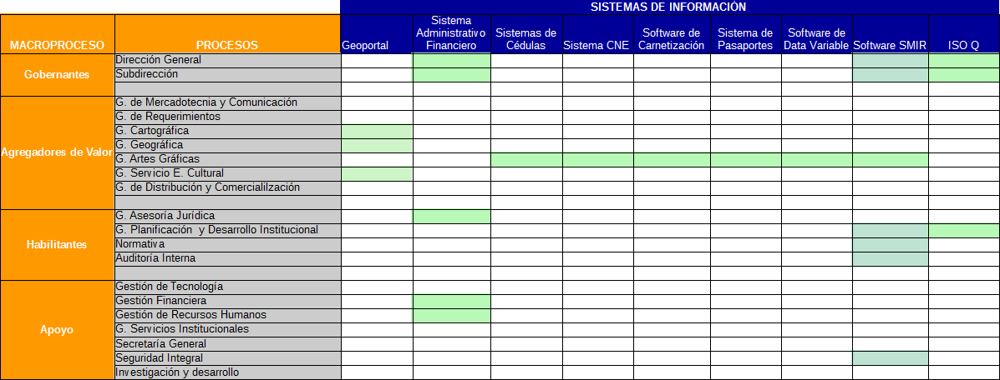 SISTEMAS DE INFORMACIÓN
MACROPROCESO
PROCESOS
Geoportal
Sistema
Administrativo
Financiero
Sistemas de
Cédulas
Sistema CNE
Software de
Carnetización
Sistema de
Pasaportes
Software de
Data Variable
Software SMIR
ISO Q
Gobernantes
Dirección General
Subdirección
Agregadores de Valor
G. de Mercadotecnia y Comunicación
G. de Requerimientos
G. Cartográfica
G. Geográfica
G. Artes Gráficas
G. Servicio E. Cultural
G. de Distribución y Comercialilzación
Habilitantes
G. Asesoría Jurídica
G. Planificación y Desarrollo Institucional
Normativa
Auditoría Interna
Apoyo
Gestión de Tecnología
Gestión Financiera
Gestión de Recursos Humanos
G. Servicios Institucionales
Secretaría General
Seguridad Integral
Investigación y desarrollo